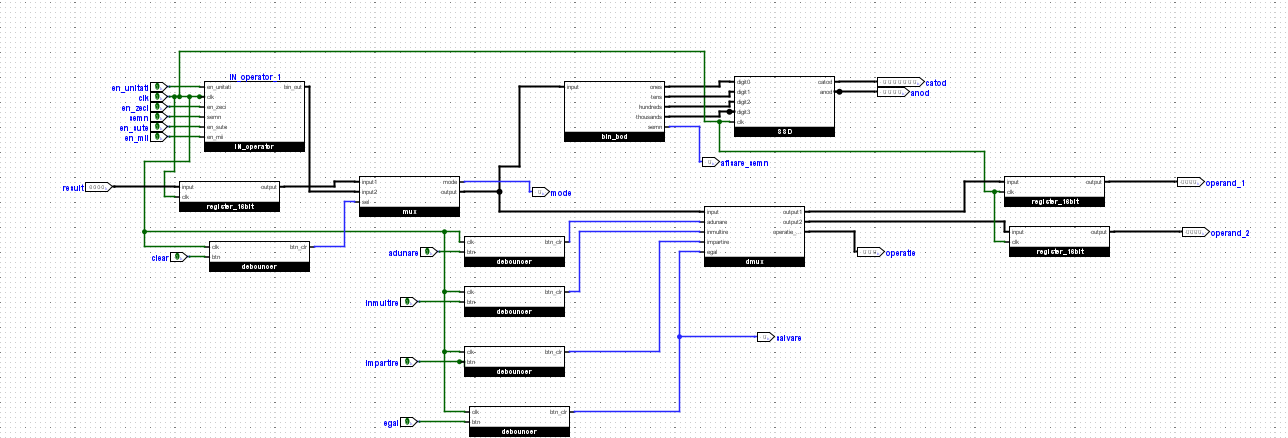 IN_operator-1
en_unitati
clk
en_zeci
semn
en_sute
en_mii
en_unitati
clk
en_zeci
semn
en_sute
en_mii
bin_out
IN_operator
input
ones
tens
hundreds
thousands
semn
bin_bcd
digit0
digit1
digit2
digit3
clk
catod
anod
SSD
catod
anod
afisare_semn
result
input
clk
output
register_16bit
input1
input2
sel
mode
output
mux
mode
clear
clk
btn
btn_clr
debouncer
adunare
clk
btn
btn_clr
debouncer
inmultire
clk
btn
btn_clr
debouncer
impartire
clk
btn
btn_clr
debouncer
egal
clk
btn
btn_clr
debouncer
input
adunare
inmultire
impartire
egal
output1
output2
operatie_
dmux
operatie
salvare
input
clk
output
register_16bit
operand_1
input
clk
output
register_16bit
operand_2